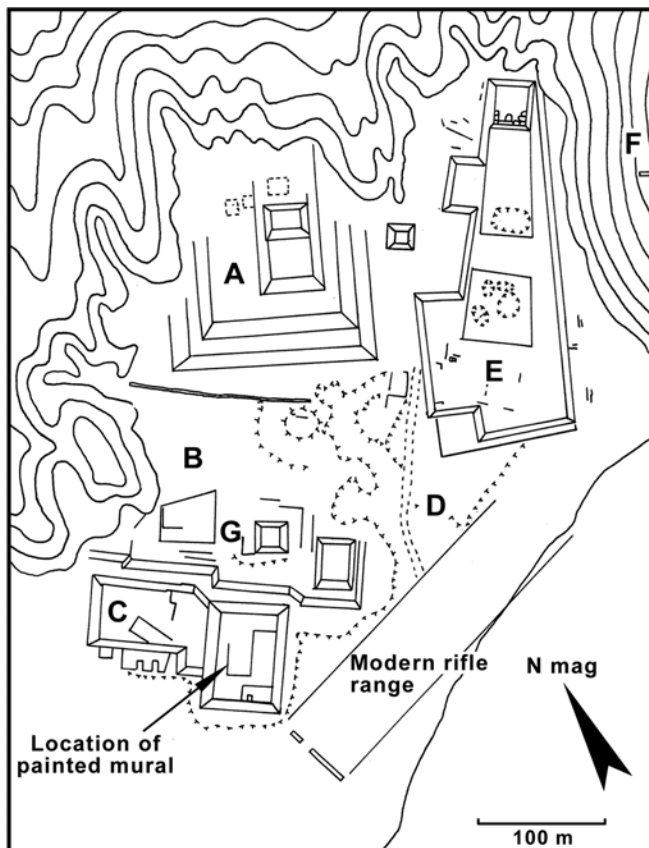 F
A
E
B
D
G
C
Modern rifle
range
N mag
Location of
painted mural
100 m